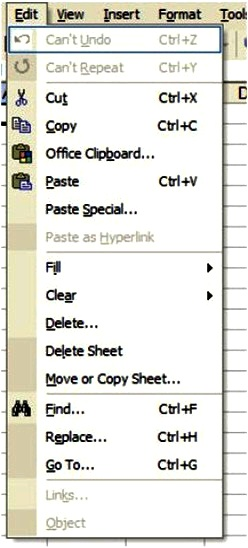 Edit View Insert Format Tool
Can't Undo Ctrl+Z
Can't Repeat Ctrl+Y
Cut Ctrl+X
Copy Ctrl+C
Office Clipboard...
Paste Ctrl+V
Paste Special...
Paste as Hyperlink
Fill
Clear
Delete...
Delete Sheet
Move or Copy Sheet...
Find... Ctrl+F
Replace... Ctrl+H
Go To... Ctrl+G
Links...
Object
D